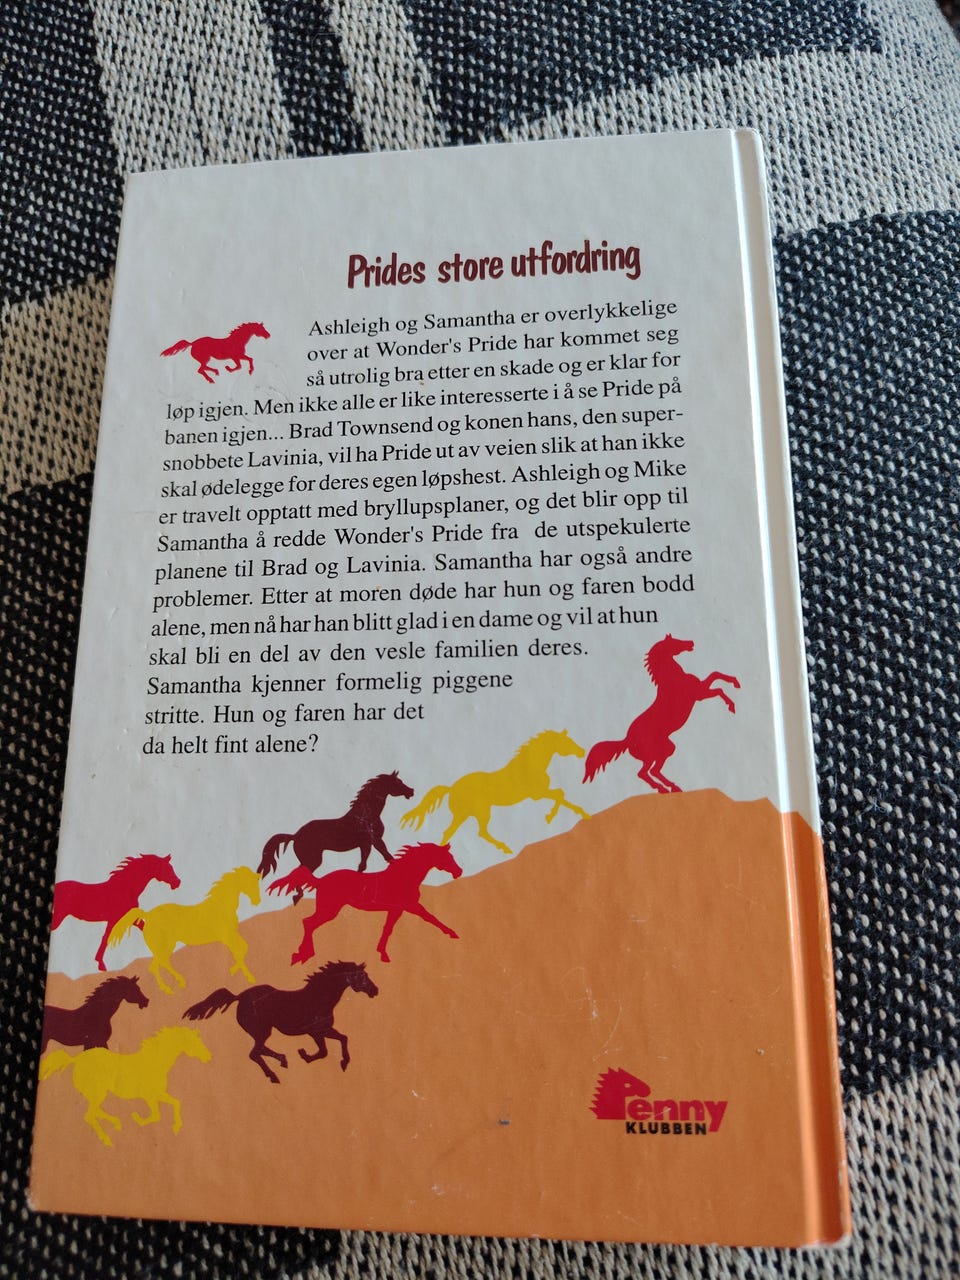 Prides store utfordring
Ashleigh og Samantha er overlykkelige
over at Wonder's Pride har kommet seg
så utrolig bra etter en skade og er klar for
løp igjen. Men ikke alle er like interesserte i å se Pride på
banen igjen... Brad Townsend og konen hans, den super-
snobbete Lavinia, vil ha Pride ut av veien slik at han ikke
skal ødelegge for deres egen løpshest. Ashleigh og Mike
er travelt opptatt med bryllupsplaner, og det blir opp til
Samantha å redde Wonder's Pride fra de utspekulerte
planene til Brad og Lavinia. Samantha har også andre
problemer. Etter at moren døde har hun og faren bodd
alene, men nå har han blitt glad i en dame og vil at hun
skal bli en del av den vesle familien deres.
Samantha kjenner formelig piggene
stritte. Hun og faren har det
da helt fint alene?
Penny
KLUBBEN